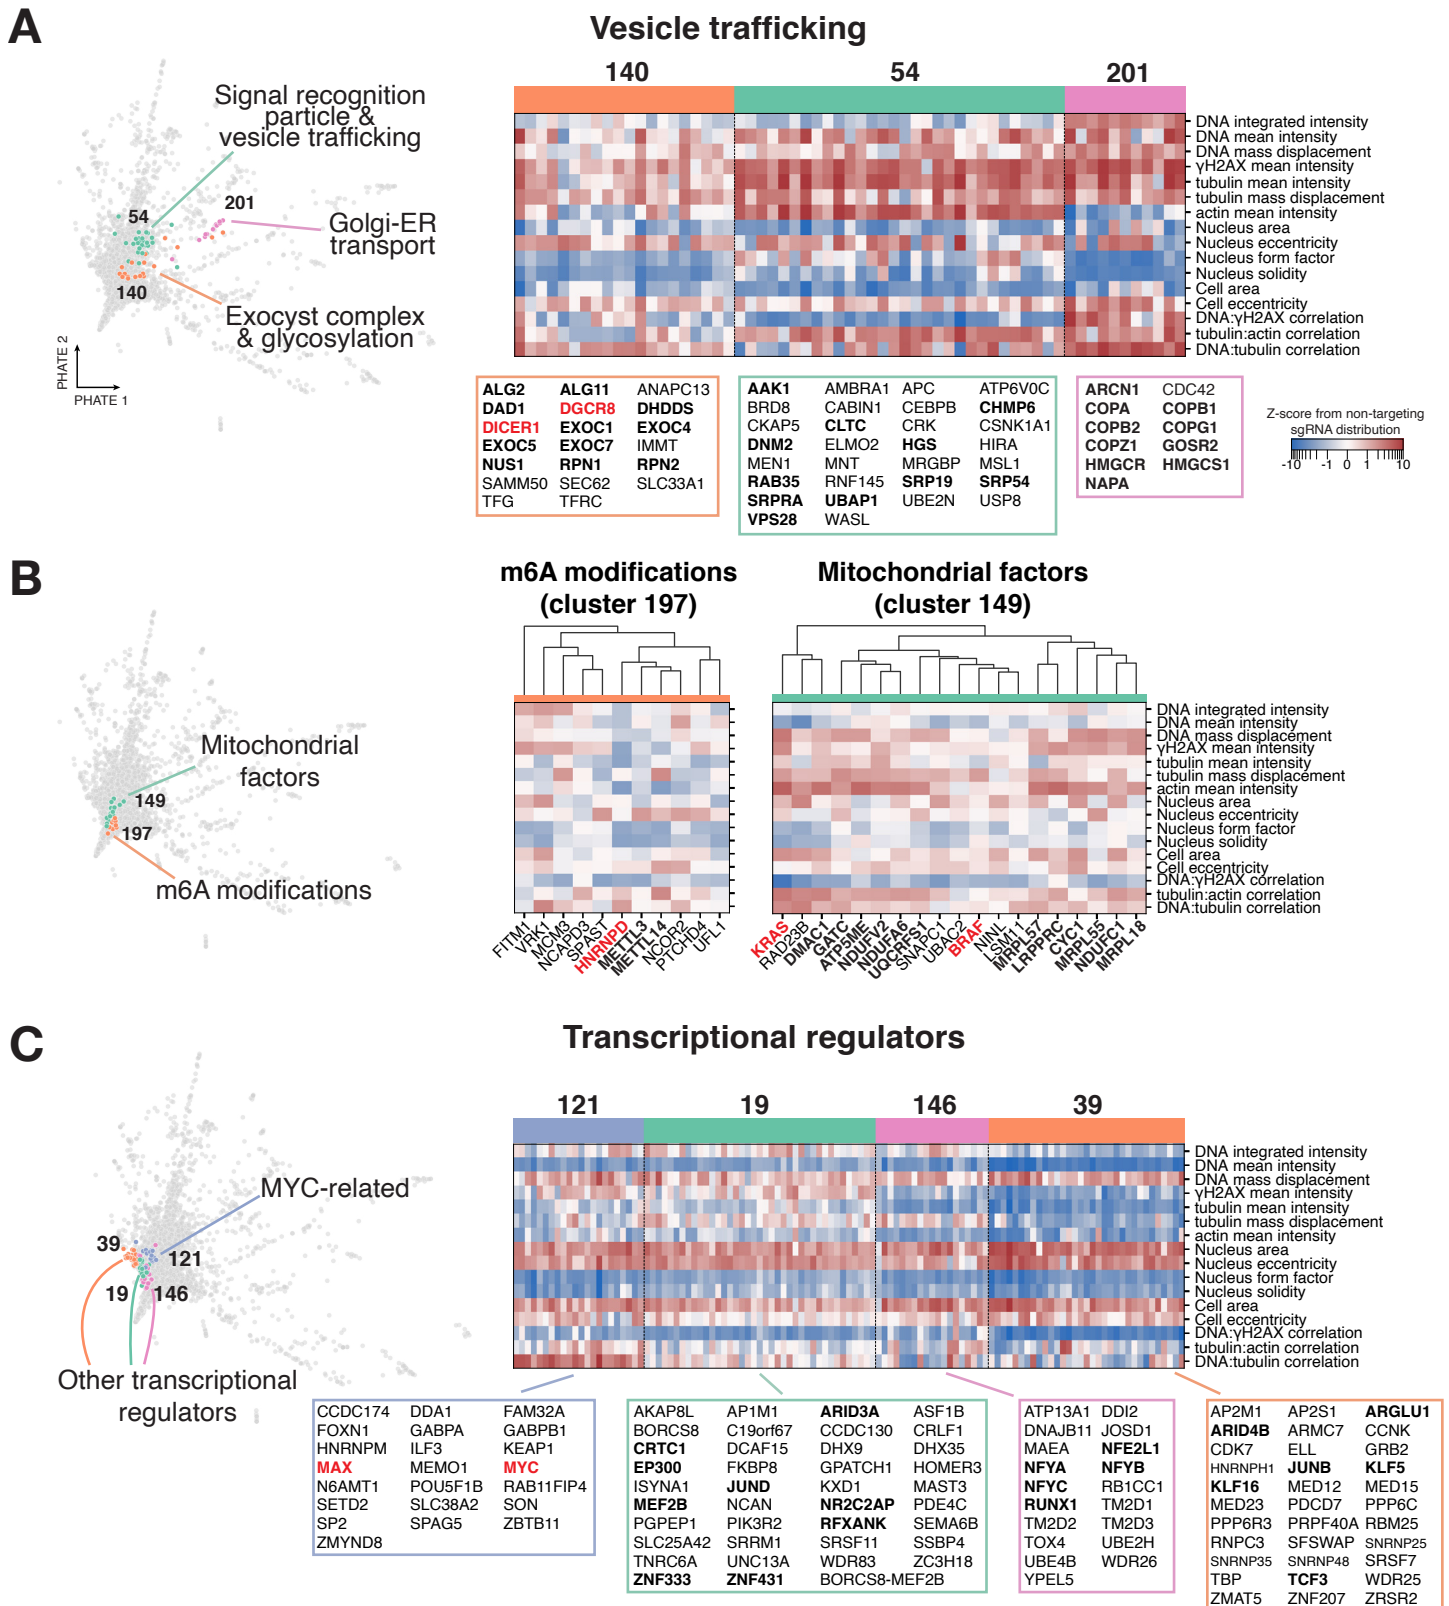 A
Vesicle trafficking
140 54 201
Signal recognition
particle &
vesicle trafficking
54
201
Golgi-ER
transport
140
Exocyst complex
& glycosylation
PHATE 2
PHATE 1
DNA integrated intensity
DNA mean intensity
DNA mass displacement
γH2AX mean intensity
tubulin mean intensity
tubulin mass displacement
actin mean intensity
Nucleus area
Nucleus eccentricity
Nucleus form factor
Nucleus solidity
Cell area
Cell eccentricity
DNA:γH2AX correlation
tubulin:actin correlation
DNA:tubulin correlation
ALG2 ALG11 ANAPC13
DAD1 DGCR8 DHDDS
DICER1 EXOC1 EXOC4
EXOC5 EXOC7 IMMT
NUS1 RPN1 RPN2
SAMM50 SEC62 SLC33A1
TFG TFRC
AAK1 AMBRA1 APC ATP6V0C
BRD8 CABIN1 CEBPB CHMP6
CKAP5 CLTC CRK CSNK1A1
DNM2 ELMO2 HGS HIRA
MEN1 MNT MRGBP MSL1
RAB35 RNF145 SRP19 SRP54
SRPRA UBAP1 UBE2N USP8
VPS28 WASL
ARCN1 CDC42
COPA COPB1
COPB2 COPG1
COPZ1 GOSR2
HMGCR HMGCS1
NAPA
Z-score from non-targeting
sgRNA distribution
-10 -1 0 1 10
B
m6A modifications
(cluster 197)
Mitochondrial factors
(cluster 149)
Mitochondrial
factors
149
197
m6A modifications
DNA integrated intensity
DNA mean intensity
DNA mass displacement
γH2AX mean intensity
tubulin mean intensity
tubulin mass displacement
actin mean intensity
Nucleus area
Nucleus eccentricity
Nucleus form factor
Nucleus solidity
Cell area
Cell eccentricity
DNA:γH2AX correlation
tubulin:actin correlation
DNA:tubulin correlation
FITM1 VRK1 MCM3 NCAPD3 SPAST HNRNPD METTL3 METTL14 NCOR2 PTCHD4 UFL1
KRAS RAD23B DMAC1 GATC ATP5ME NDUFV2 NDUFA6 UQCRFS1 SNAPC1 UBAC2 BRAF NINL LSM11 MRPL57 LRPPRC CYC1 MRPL55 NDUFC1 MRPL18
C
Transcriptional regulators
121 19 146 39
MYC-related
39
121
19
146
Other transcriptional
regulators
DNA integrated intensity
DNA mean intensity
DNA mass displacement
γH2AX mean intensity
tubulin mean intensity
tubulin mass displacement
actin mean intensity
Nucleus area
Nucleus eccentricity
Nucleus form factor
Nucleus solidity
Cell area
Cell eccentricity
DNA:γH2AX correlation
tubulin:actin correlation
DNA:tubulin correlation
CCDC174 DDA1 FAM32A
FOXN1 GABPA GABPB1
HNRNPM ILF3 KEAP1
MAX MEMO1 MYC
N6AMT1 POU5F1B RAB11FIP4
SETD2 SLC38A2 SON
SP2 SPAG5 ZBTB11
ZMYND8
AKAP8L AP1M1 ARID3A ASF1B
BORCS8 C19orf67 CCDC130 CRLF1
CRTC1 DCAF15 DHX9 DHX35
EP300 FKBP8 GPATCH1 HOMER3
ISYNA1 JUND KXD1 MAST3
MEF2B NCAN NR2C2AP PDE4C
PGPEP1 PIK3R2 RFXANK SEMA6B
SLC25A42 SRRM1 SRSF11 SSBP4
TNRC6A UNC13A WDR83 ZC3H18
ZNF333 ZNF431 BORCS8-MEF2B
ATP13A1 DDI2
DNAJB11 JOSD1
MAEA NFE2L1
NFYA NFYB
NFYC RB1CC1
RUNX1 TM2D1
TM2D2 TM2D3
TOX4 UBE2H
UBE4B WDR26
YPEL5
AP2M1 AP2S1 ARGLU1
ARID4B ARMC7 CCNK
CDK7 ELL GRB2
HNRNPH1 JUNB KLF5
KLF16 MED12 MED15
MED23 PDCD7 PPP6C
PPP6R3 PRPF40A RBM25
RNPC3 SFSWAP SNRNP25
SNRNP35 SNRNP48 SRSF7
TBP TCF3 WDR25
ZMAT5 ZNF207 ZRSR2